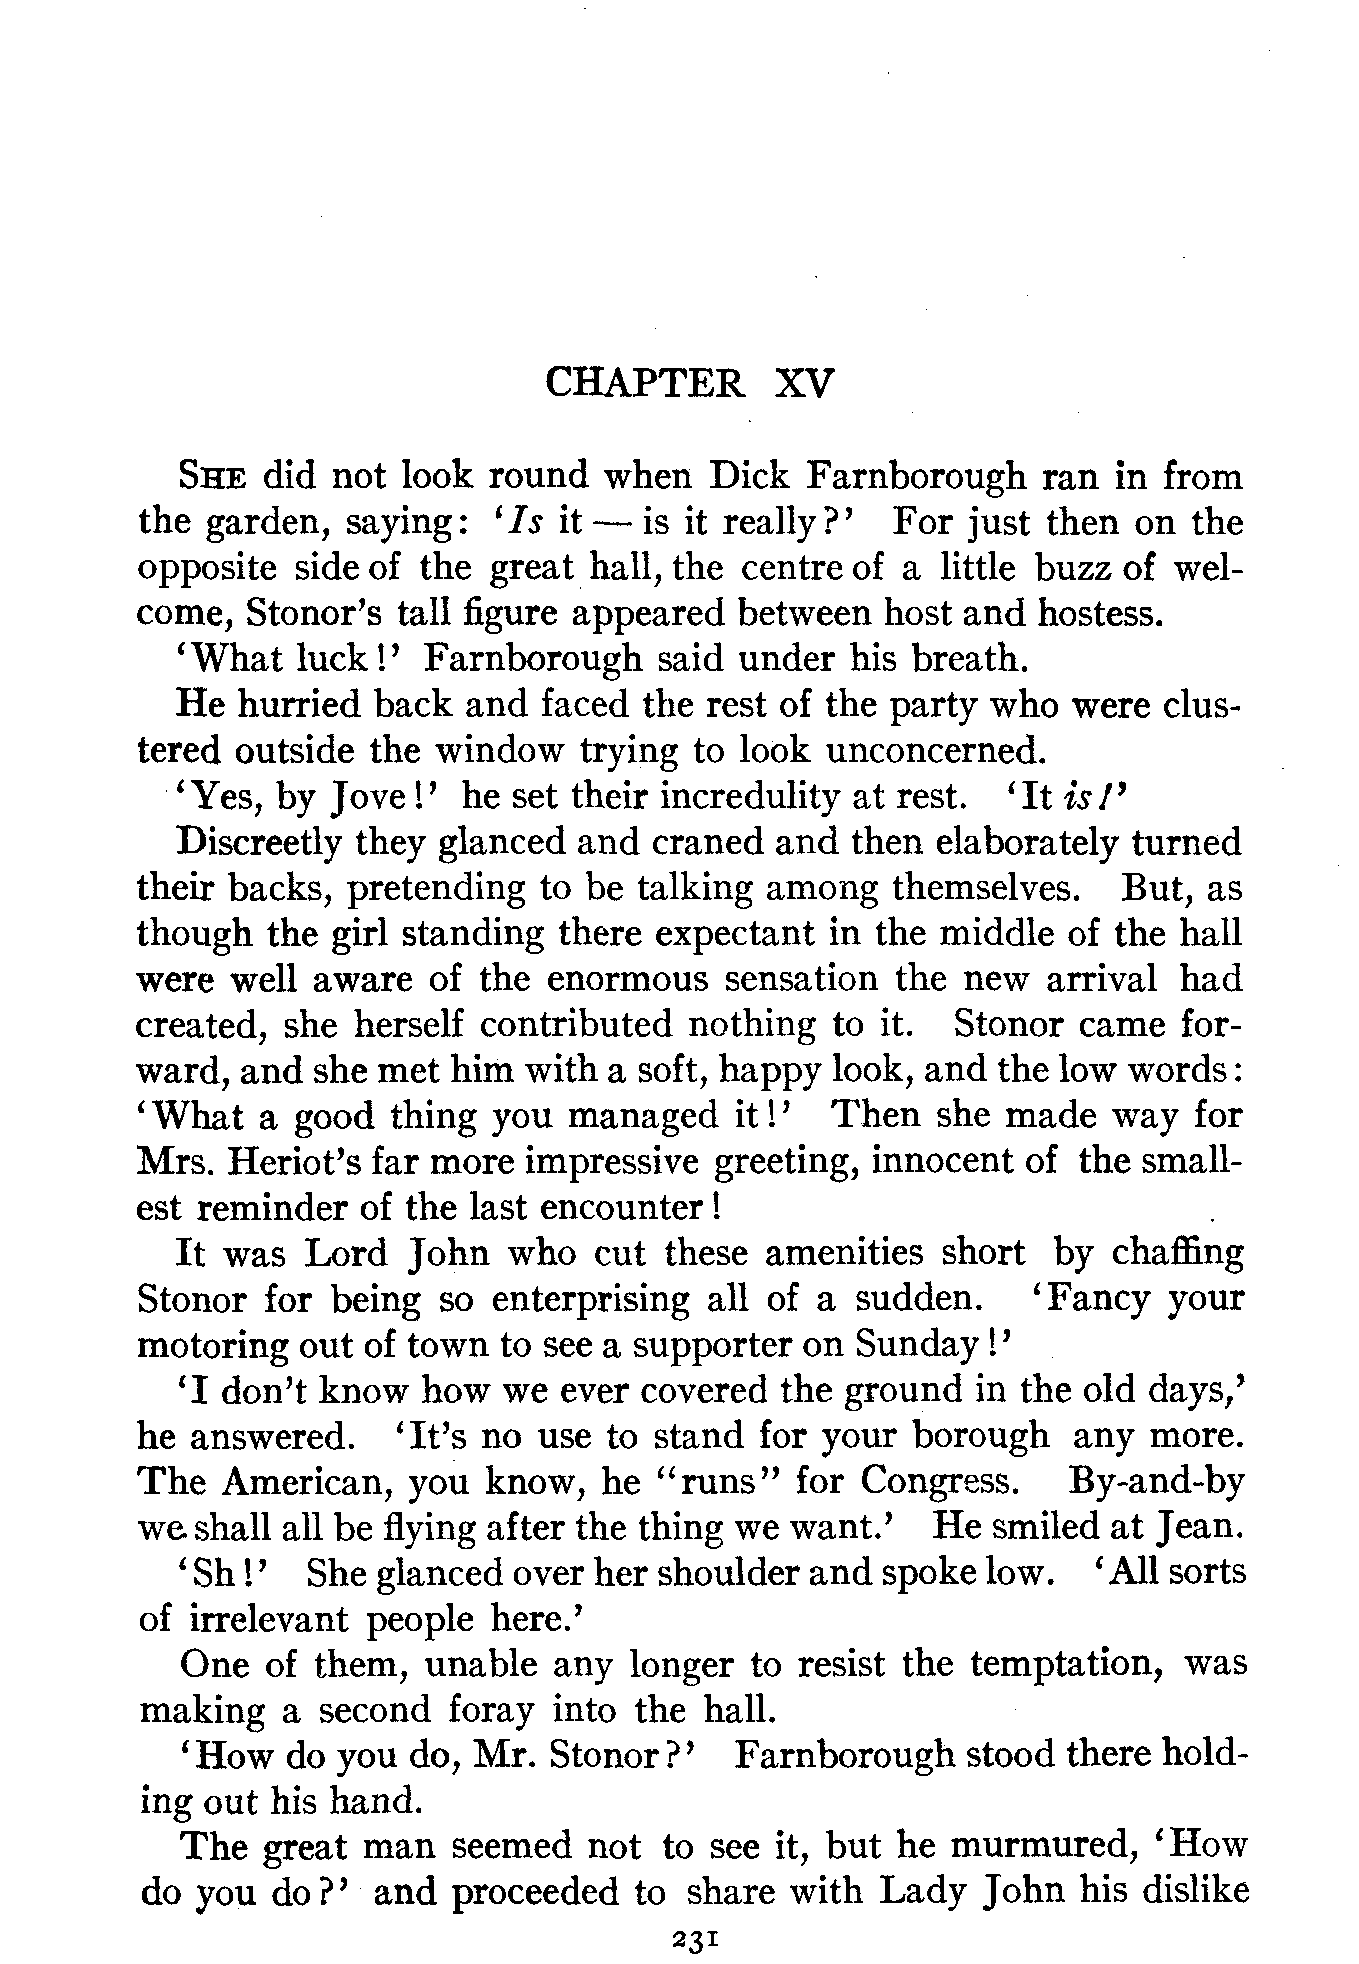 CHAPTER XV
SHE did not look round when Dick Farnborough ran in from
the garden, saying: ‘Is it — is it really?’ For just then on the
opposite side of the great hall, the centre of a little buzz of wel-
come, Stonor’s tall figure appeared between host and hostess.
‘What luck!’ Farnborough said under his breath.
He hurried back and faced the rest of the party who were clus-
tered outside the window trying to look unconcerned.
‘Yes, by Jove!’ he set their incredulity at rest. ‘It is!’
Discreetly they glanced and craned and then elaborately turned
their backs, pretending to be talking among themselves. But, as
though the girl standing there expectant in the middle of the hall
were well aware of the enormous sensation the new arrival had
created, she herself contributed nothing to it. Stonor came for-
ward, and she met him with a soft, happy look, and the low words:
‘What a good thing you managed it!’ Then she made way for
Mrs. Heriot’s far more impressive greeting, innocent of the small-
est reminder of the last encounter!
It was Lord John who cut these amenities short by chaffing
Stonor for being so enterprising all of a sudden. ‘Fancy your
motoring out of town to see a supporter on Sunday!’
‘I don’t know how we ever covered the ground in the old days,’
he answered. ‘It’s no use to stand for your borough any more.
The American, you know, he “runs” for Congress. By-and-by
we shall all be flying after the thing we want.’ He smiled at Jean.
‘Sh!’ She glanced over her shoulder and spoke low. ‘All sorts
of irrelevant people here.’
One of them, unable any longer to resist the temptation, was
making a second foray into the hall.
‘How do you do, Mr. Stonor?’ Farnborough stood there hold-
ing out his hand.
The great man seemed not to see it, but he murmured, ‘How
do you do?’ and proceeded to share with Lady John his dislike
231